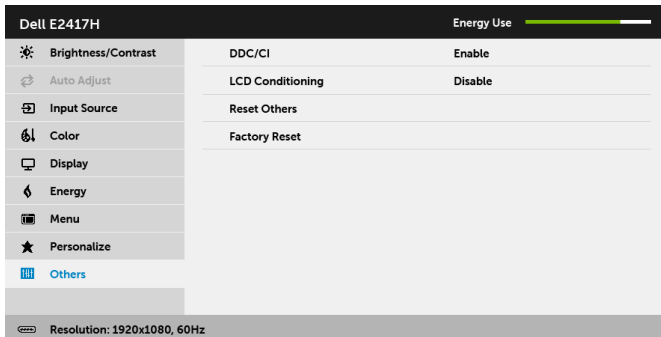 Dell E2417H Energy Use
Brightness/Contrast DDC/CI Enable
Auto Adjust LCD Conditioning Disable
Input Source Reset Others
Color Factory Reset
Display
Energy
Menu
Personalize
Others
Resolution: 1920x1080, 60Hz